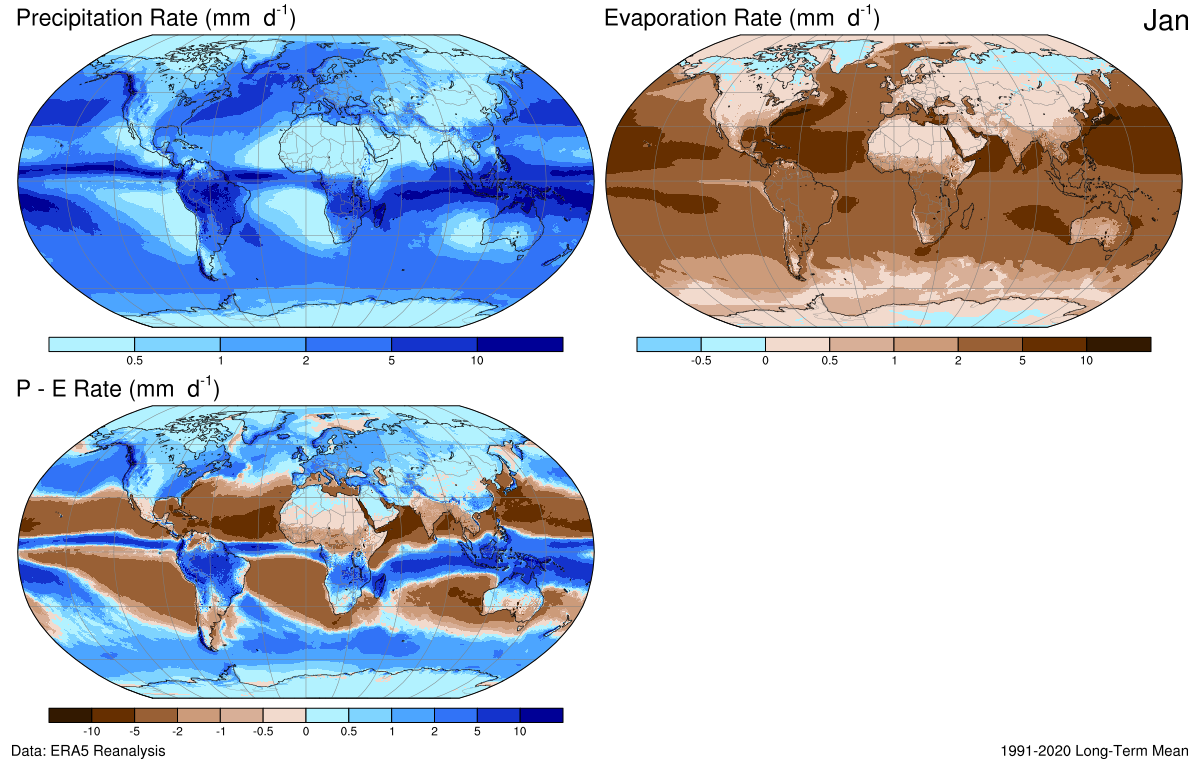 Precipitation Rate (mm d⁻¹)
Evaporation Rate (mm d⁻¹)
Jan
0.5 1 2 5 10
-0.5 0 0.5 1 2 5 10
P - E Rate (mm d⁻¹)
-10 -5 -2 -1 -0.5 0 0.5 1 2 5 10
Data: ERA5 Reanalysis
1991-2020 Long-Term Mean